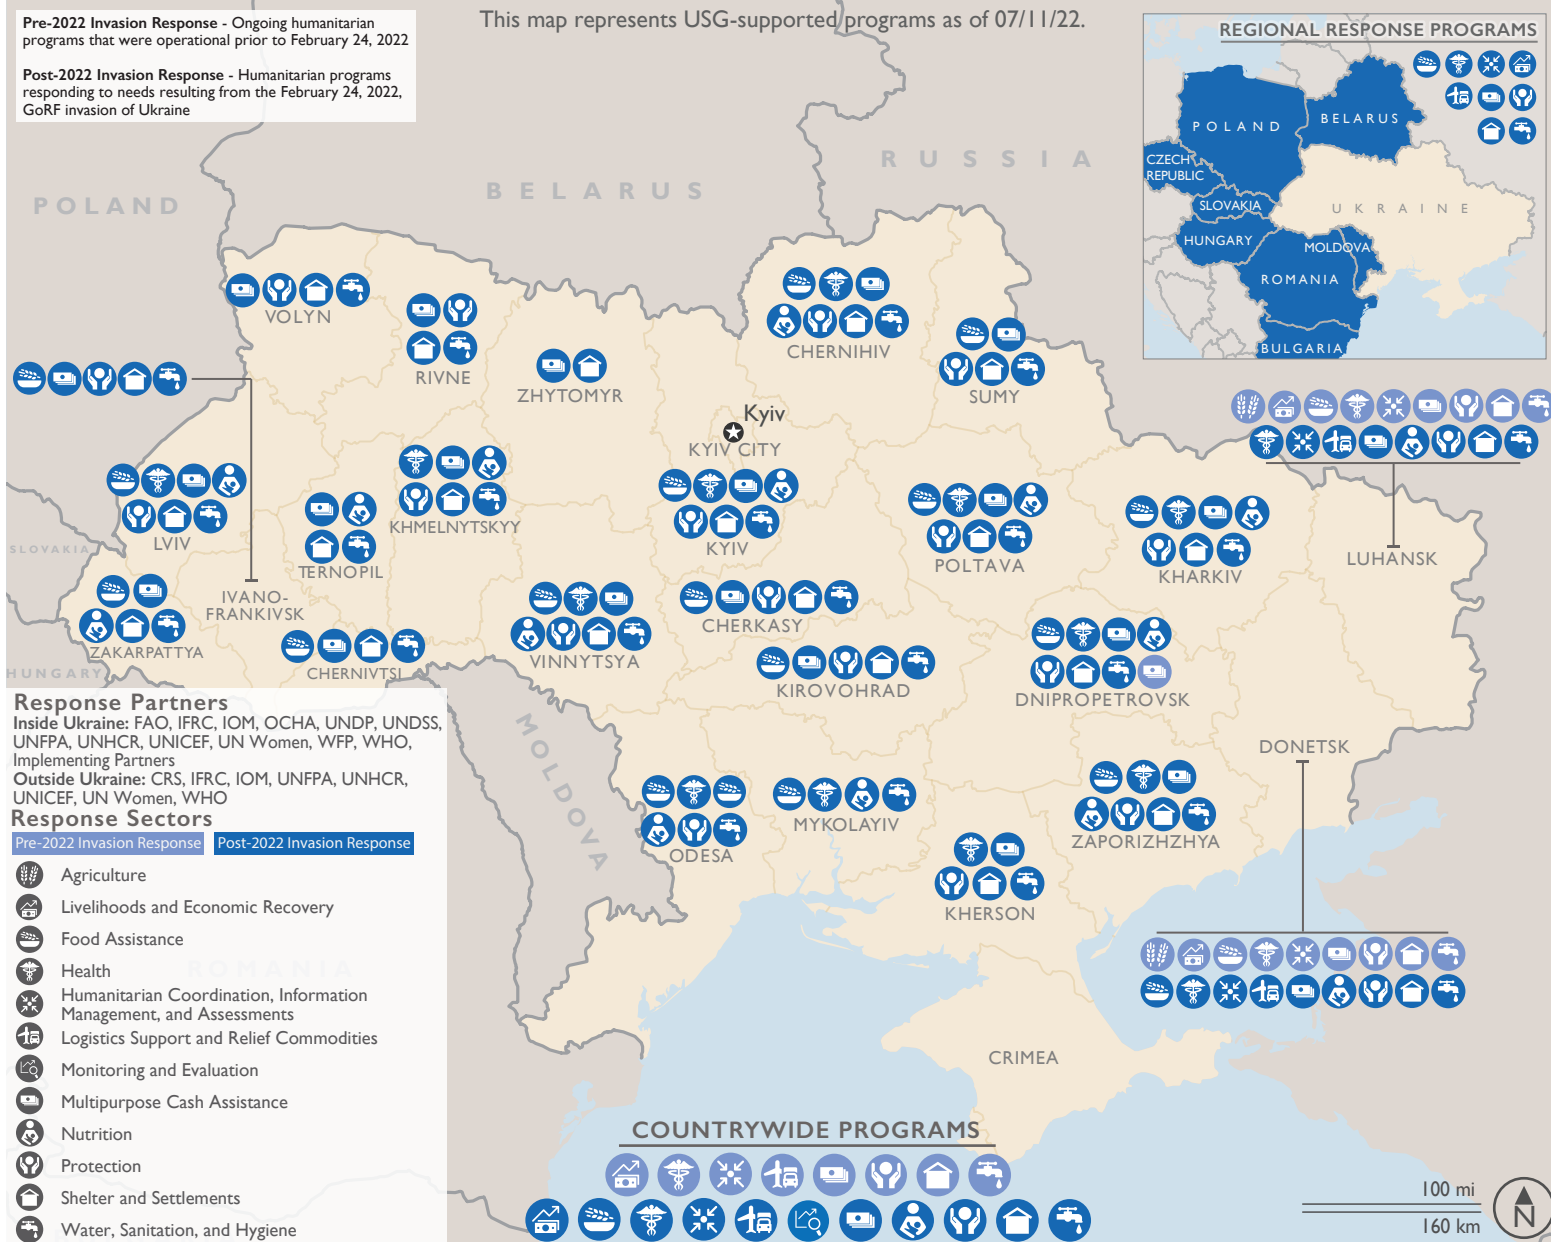 This map represents USG-supported programs as of 07/11/22.
Pre-2022 Invasion Response - Ongoing humanitarian
programs that were operational prior to February 24, 2022
Post-2022 Invasion Response - Humanitarian programs
responding to needs resulting from the February 24, 2022,
GoRF invasion of Ukraine
REGIONAL RESPONSE PROGRAMS
POLAND
BELARUS
CZECH
REPUBLIC
SLOVAKIA
UKRAINE
HUNGARY
MOLDOVA
ROMANIA
BULGARIA
RUSSIA
BELARUS
POLAND
VOLYN
RIVNE
ZHYTOMYR
CHERNIHIV
SUMY
Kyiv
KYIV CITY
KHMELNYTSKYY
LVIV
TERNOPIL
KYIV
POLTAVA
KHARKIV
LUHANSK
SLOVAKIA
IVANO-
FRANKIVSK
ZAKARPATTYA
CHERNIVTSI
VINNYTSYA
CHERKASY
KIROVOHRAD
DNIPROPETROVSK
HUNGARY
DONETSK
MOLDOVA
ODESA
MYKOLAYIV
KHERSON
ZAPORIZHZHYA
ROMANIA
CRIMEA
Response Partners
Inside Ukraine: FAO, IFRC, IOM, OCHA, UNDP, UNDSS,
UNFPA, UNHCR, UNICEF, UN Women, WFP, WHO,
Implementing Partners
Outside Ukraine: CRS, IFRC, IOM, UNFPA, UNHCR,
UNICEF, UN Women, WHO
Response Sectors
Pre-2022 Invasion Response Post-2022 Invasion Response
Agriculture
Livelihoods and Economic Recovery
Food Assistance
Health
Humanitarian Coordination, Information
Management, and Assessments
Logistics Support and Relief Commodities
Monitoring and Evaluation
Multipurpose Cash Assistance
Nutrition
Protection
Shelter and Settlements
Water, Sanitation, and Hygiene
COUNTRYWIDE PROGRAMS
100 mi
160 km
N